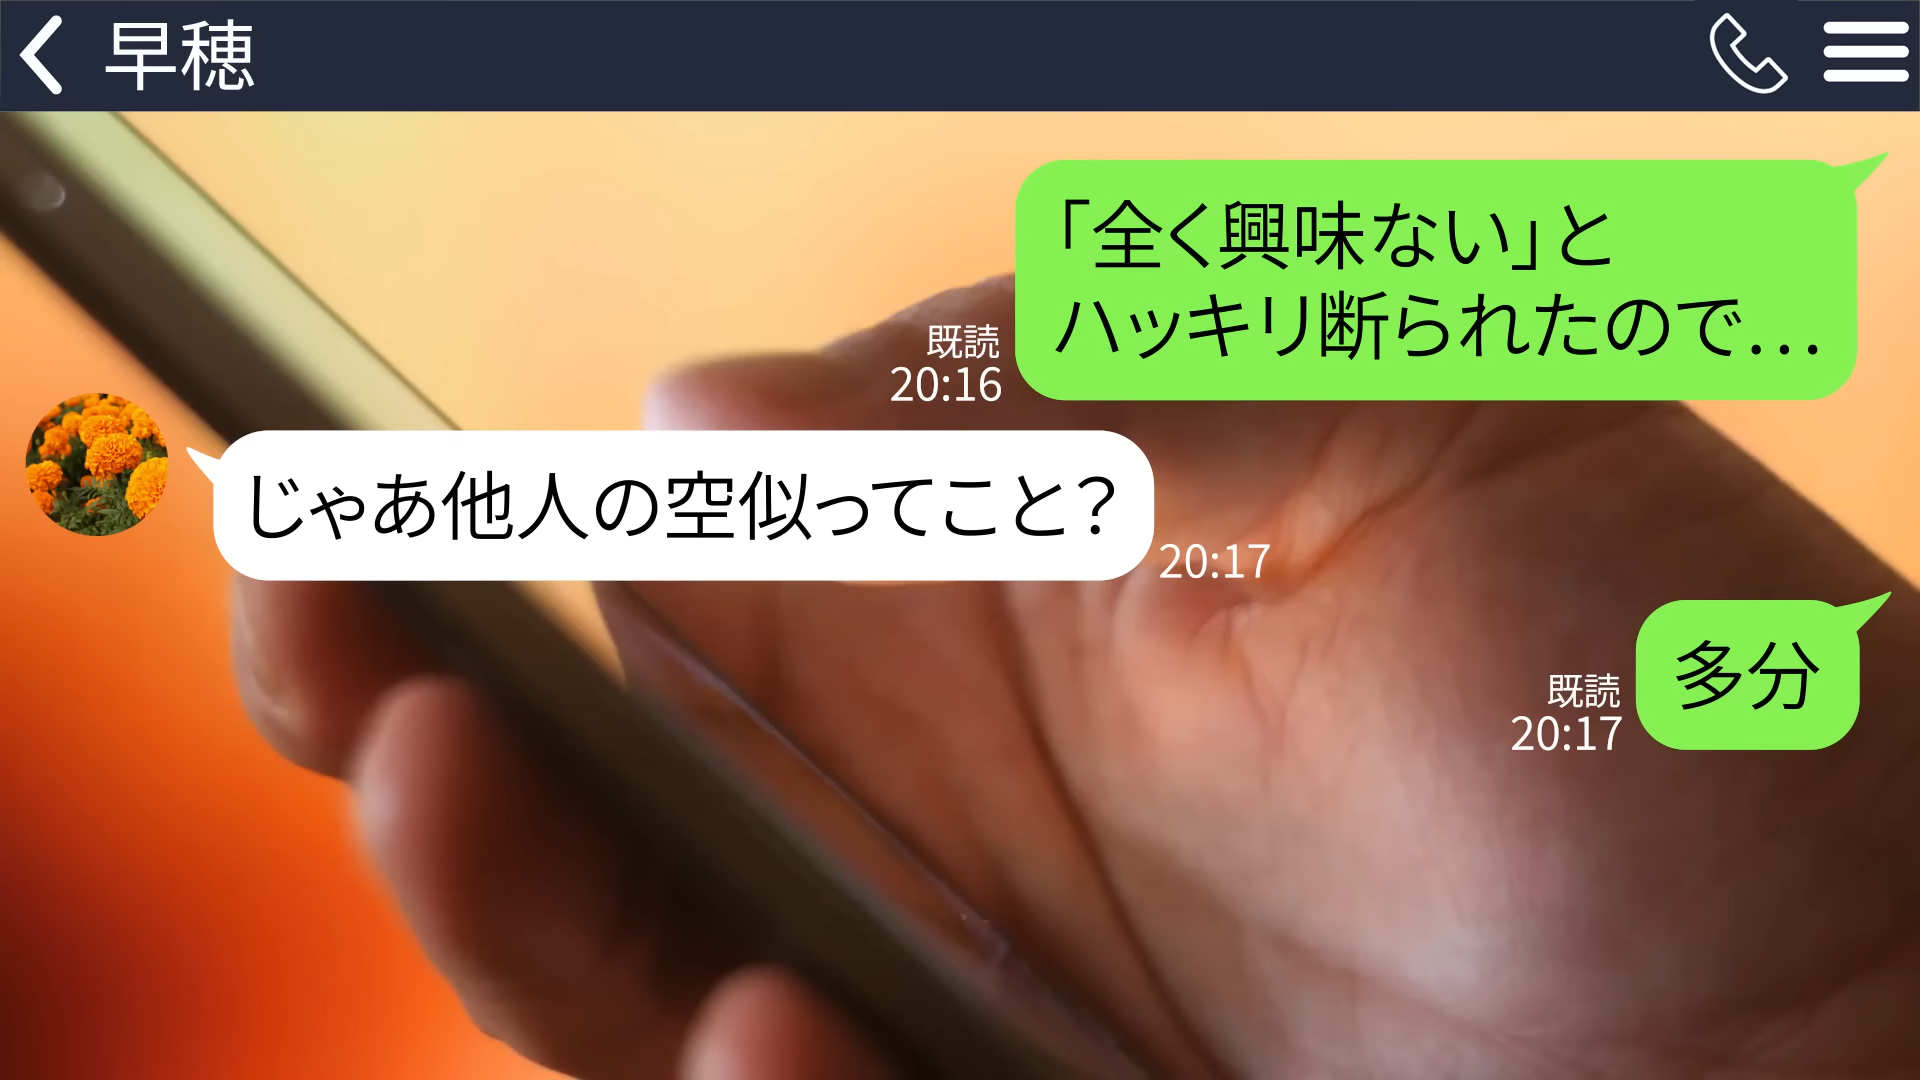 早穂
「全く興味ない」と
ハッキリ断られたので...
既読
20:16
じゃあ他人の空似ってこと?
20:17
多分
既読
20:17